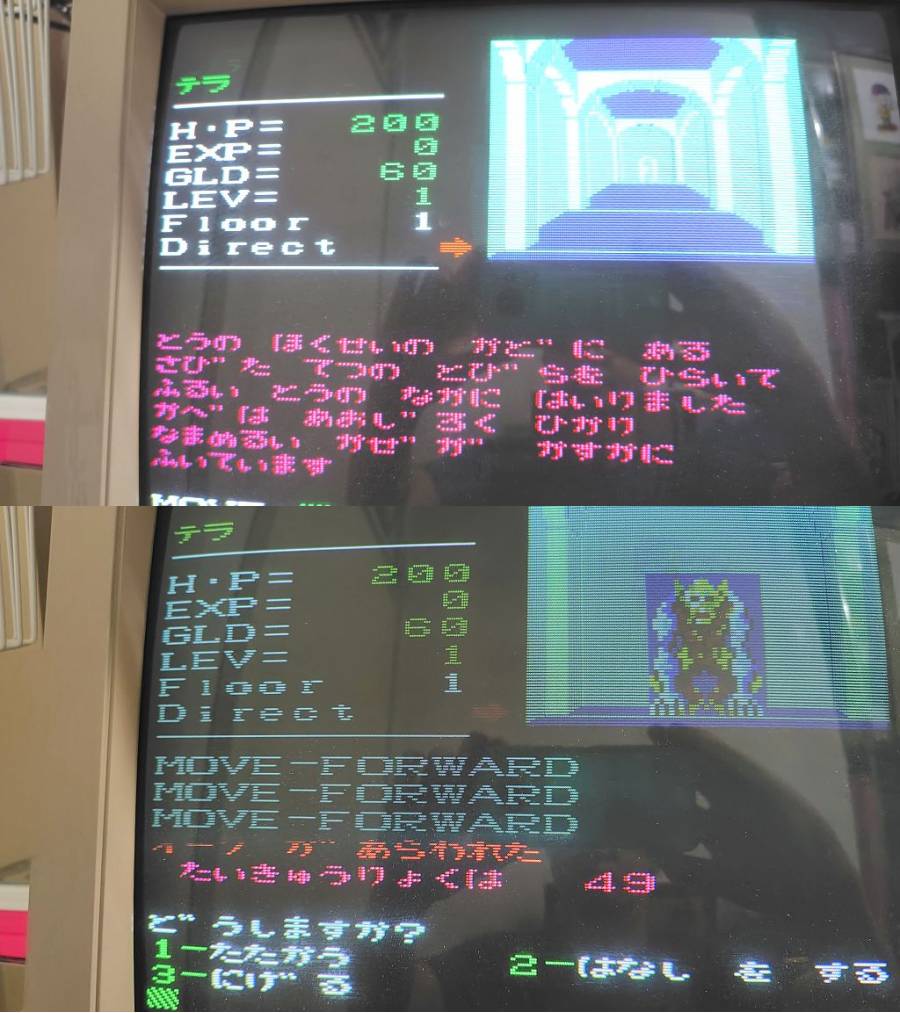 テラ
H・P= 200
EXP= 0
GLD= 60
LEV= 1
Floor 1
Direct ➡
とうの ほくせいの かど゛に ある
さび゛た てつの とび゛らを ひらいて
ふるい とうの なかに はいりました
かべ゛は あおじ゛ろく ひかり
なまぬるい かぜ゛が゛ かすかに
ふいています
MOVE
テラ
H・P= 200
EXP= 0
GLD= 60
LEV= 1
Floor 1
Direct ➡
MOVE-FORWARD
MOVE-FORWARD
MOVE-FORWARD
が゛ あらわれた
たいきゅうりょくは 49
ど゛うしますか?
1-たたかう 2-はなし を する
3-にげ゛る